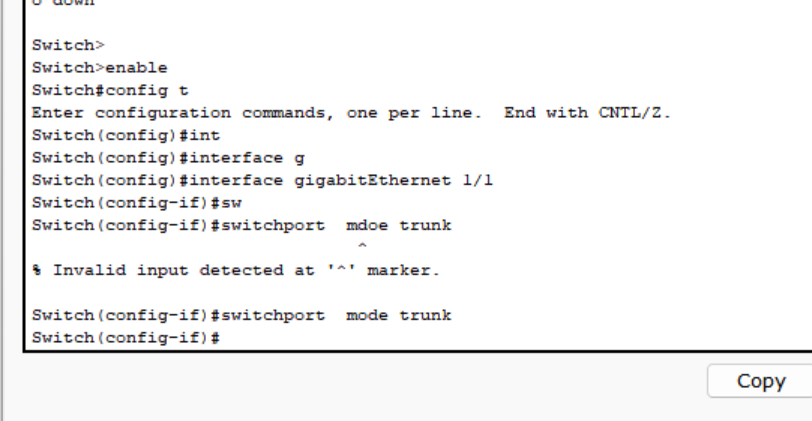 0 down
Switch>
Switch>enable
Switch#config t
Enter configuration commands, one per line.  End with CNTL/Z.
Switch(config)#int
Switch(config)#interface g
Switch(config)#interface gigabitEthernet 1/1
Switch(config-if)#sw
Switch(config-if)#switchport  mdoe trunk
^
% Invalid input detected at '^' marker.
Switch(config-if)#switchport  mode trunk
Switch(config-if)#
Copy